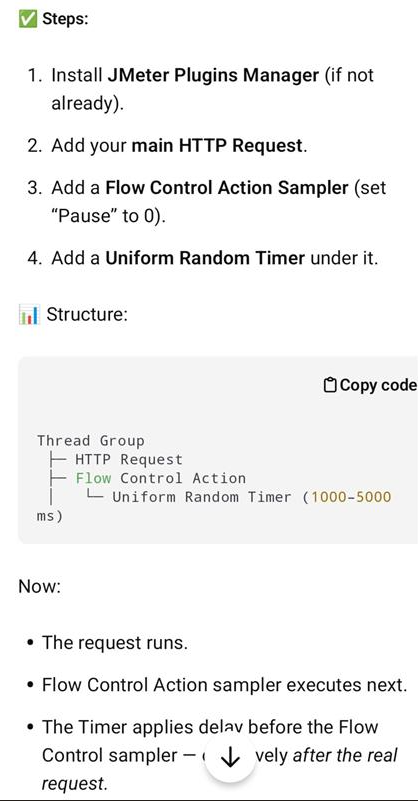 ✅ Steps:
1. Install JMeter Plugins Manager (if not
already).
2. Add your main HTTP Request.
3. Add a Flow Control Action Sampler (set
“Pause” to 0).
4. Add a Uniform Random Timer under it.
📊 Structure:
Copy code
Thread Group
├─ HTTP Request
├─ Flow Control Action
│   └─ Uniform Random Timer (1000–5000
ms)
Now:
• The request runs.
• Flow Control Action sampler executes next.
• The Timer applies delay before the Flow
Control sampler — vely after the real
request.